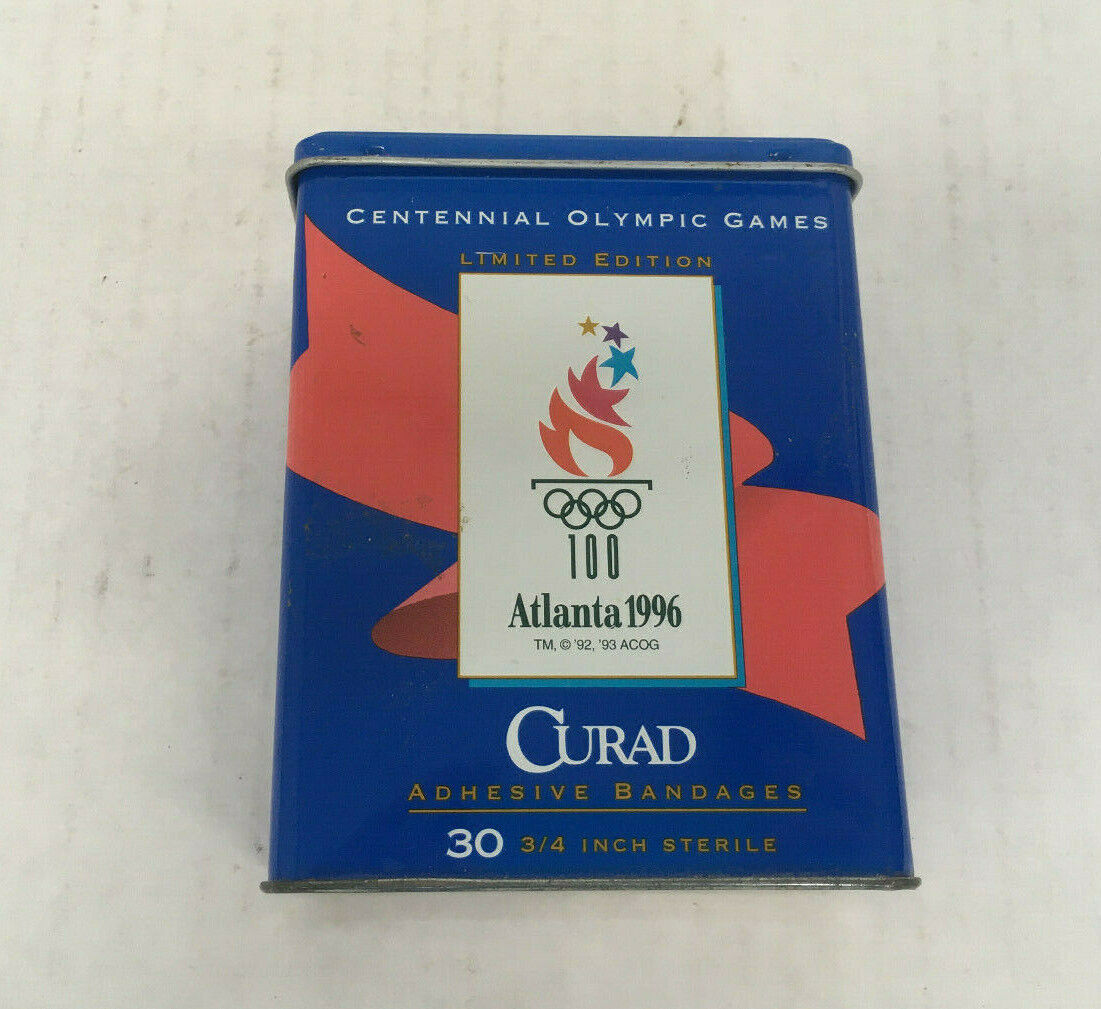 CENTENNIAL OLYMPIC GAMES
LIMITED EDITION
100
Atlanta 1996
TM, © '92, '93 ACOG
CURAD
ADHESIVE BANDAGES
30 3/4 INCH STERILE